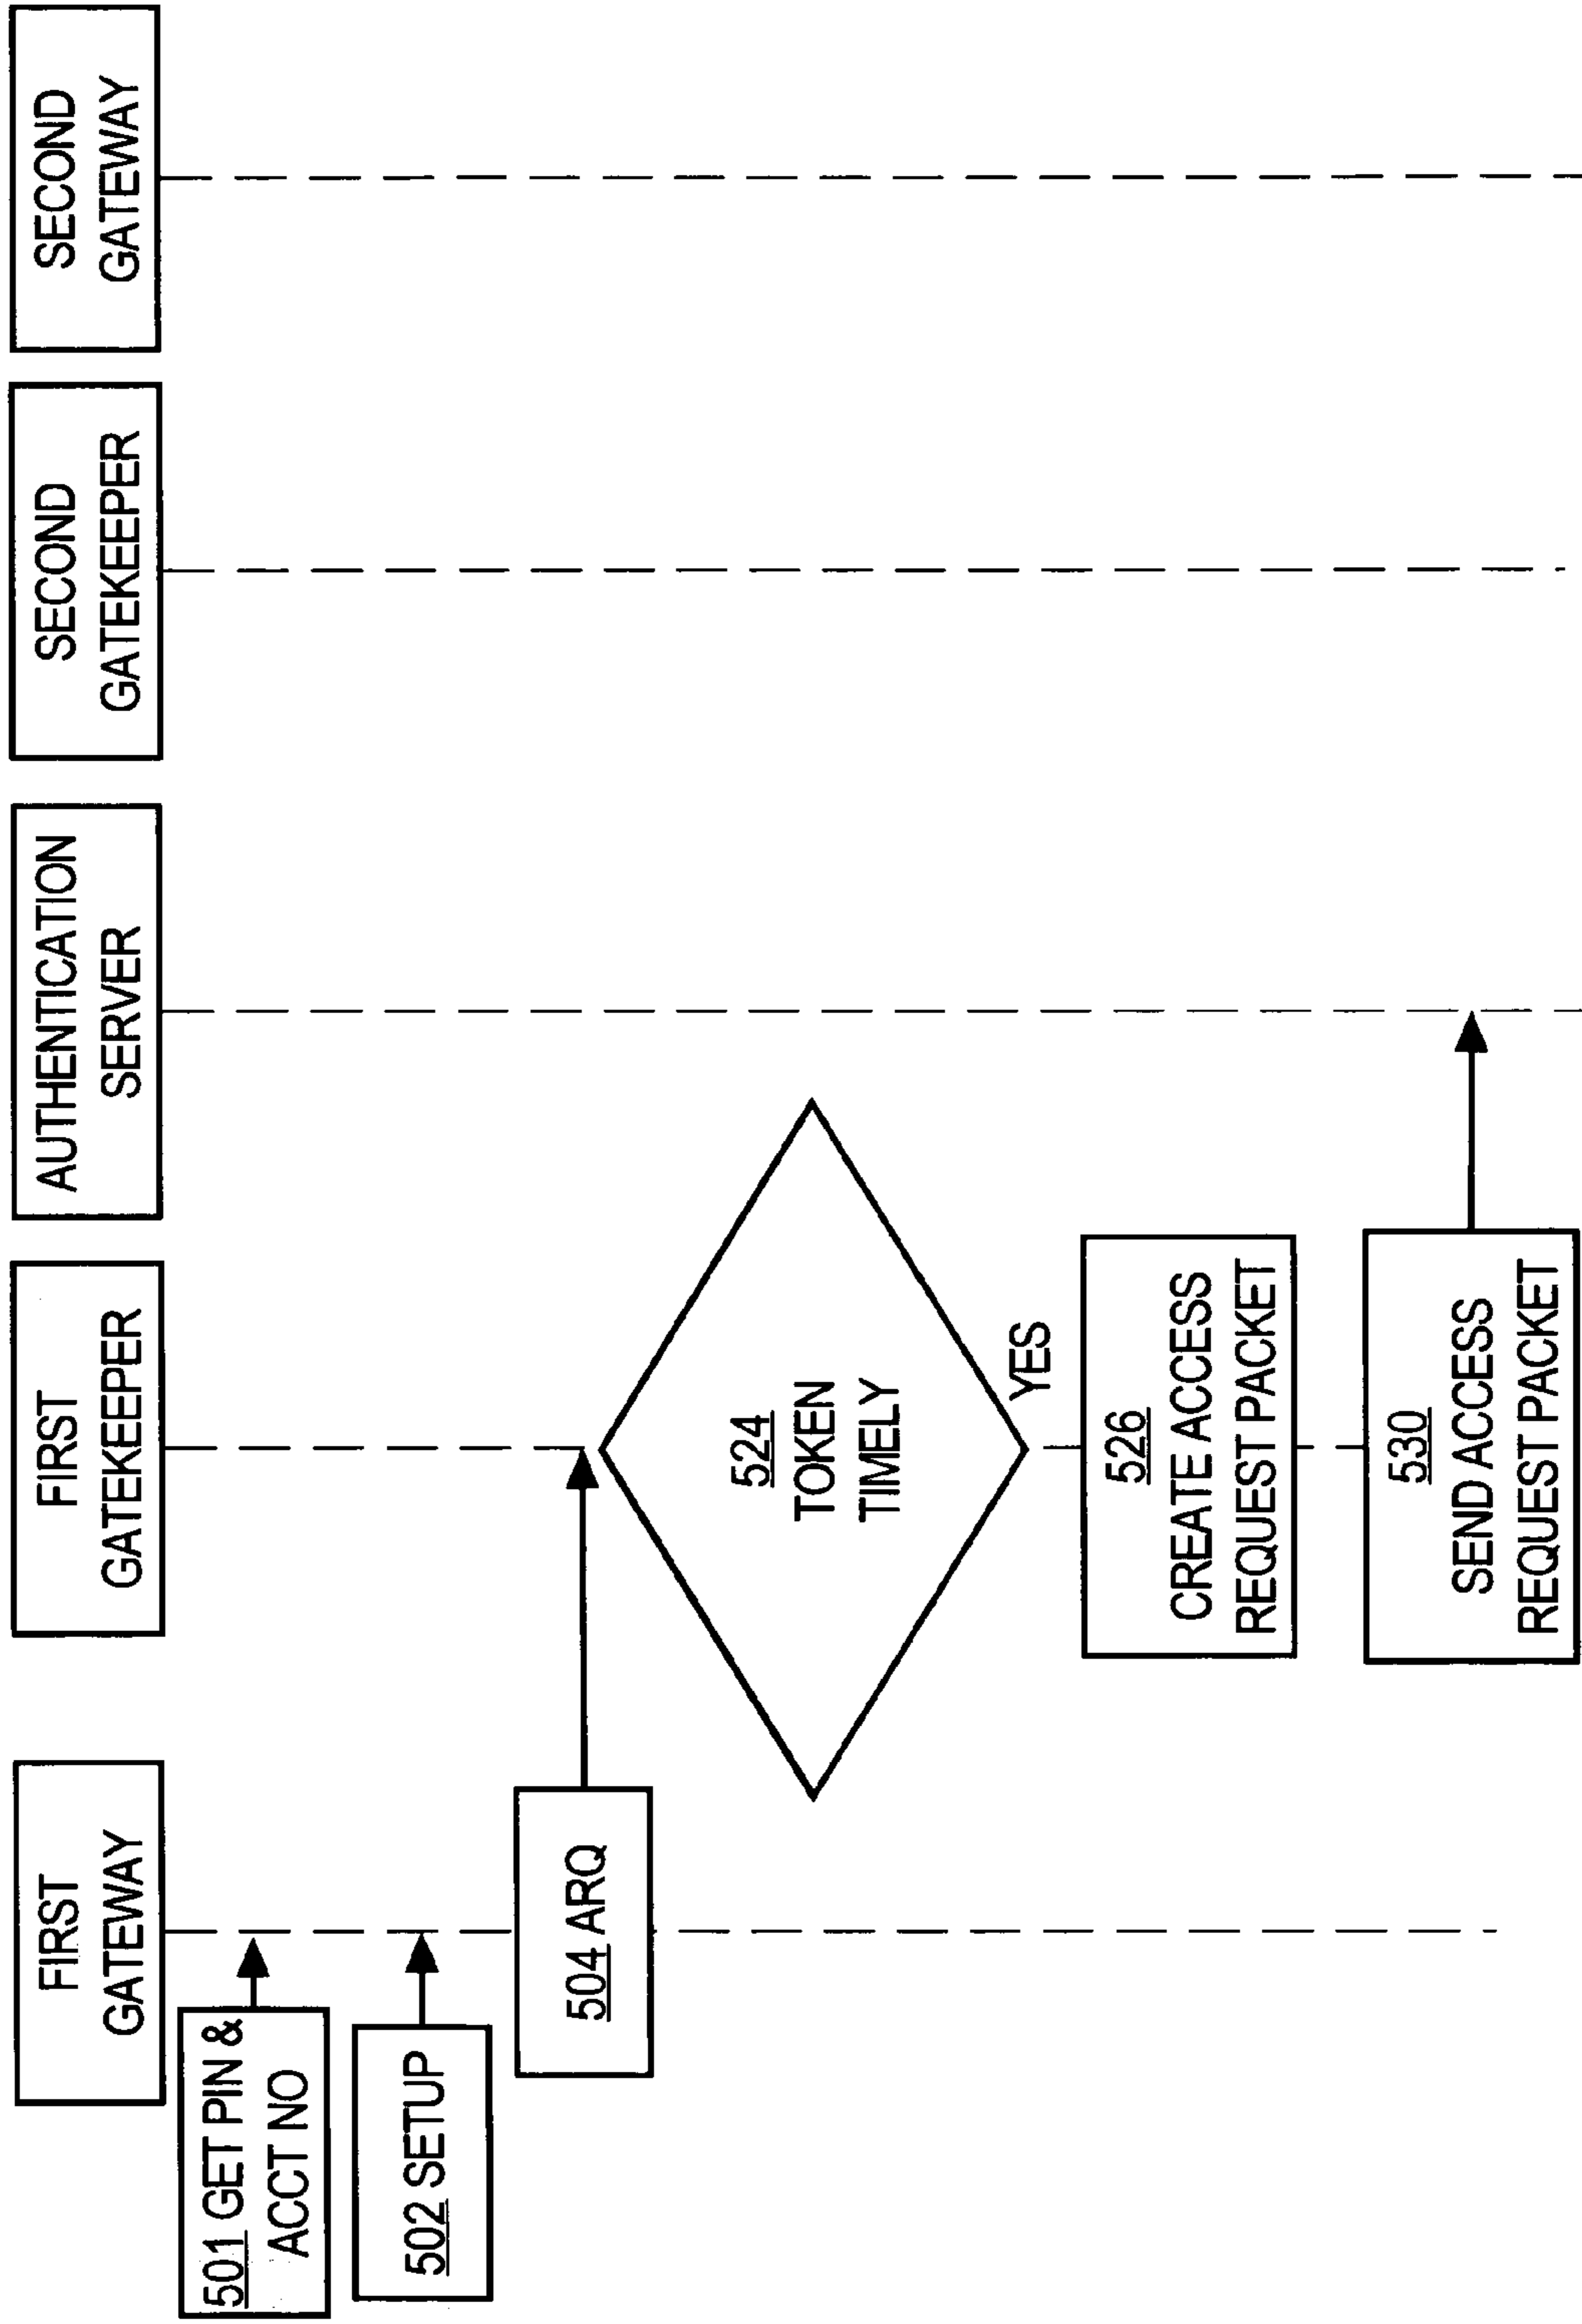 FIRST
GATEWAY
FIRST
GATEKEEPER
AUTHENTICATION
SERVER
SECOND
GATEKEEPER
SECOND
GATEWAY
501 GET PIN &
ACCT NO
502 SETUP
504 ARQ
524
TOKEN
TIMELY
YES
526
CREATE ACCESS
REQUEST PACKET
530
SEND ACCESS
REQUEST PACKET